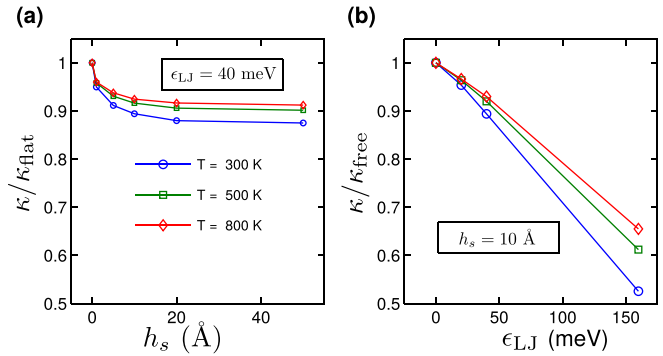 (a)
1
0.9
0.8
0.7
0.6
0.5
κ/κflat
ϵLJ = 40 meV
T = 300 K
T = 500 K
T = 800 K
0 20 40
hs (Å)
(b)
1
0.9
0.8
0.7
0.6
0.5
κ/κfree
hs = 10 Å
0 50 100 150
ϵLJ (meV)